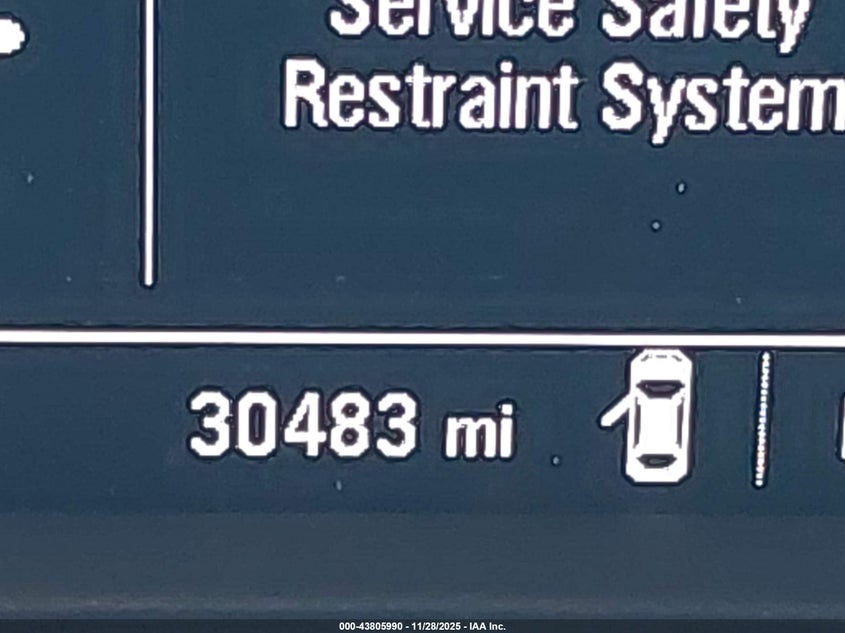 Service Safety
Restraint System
30483 mi
000-43805990 - 11/28/2025 - IAA Inc.